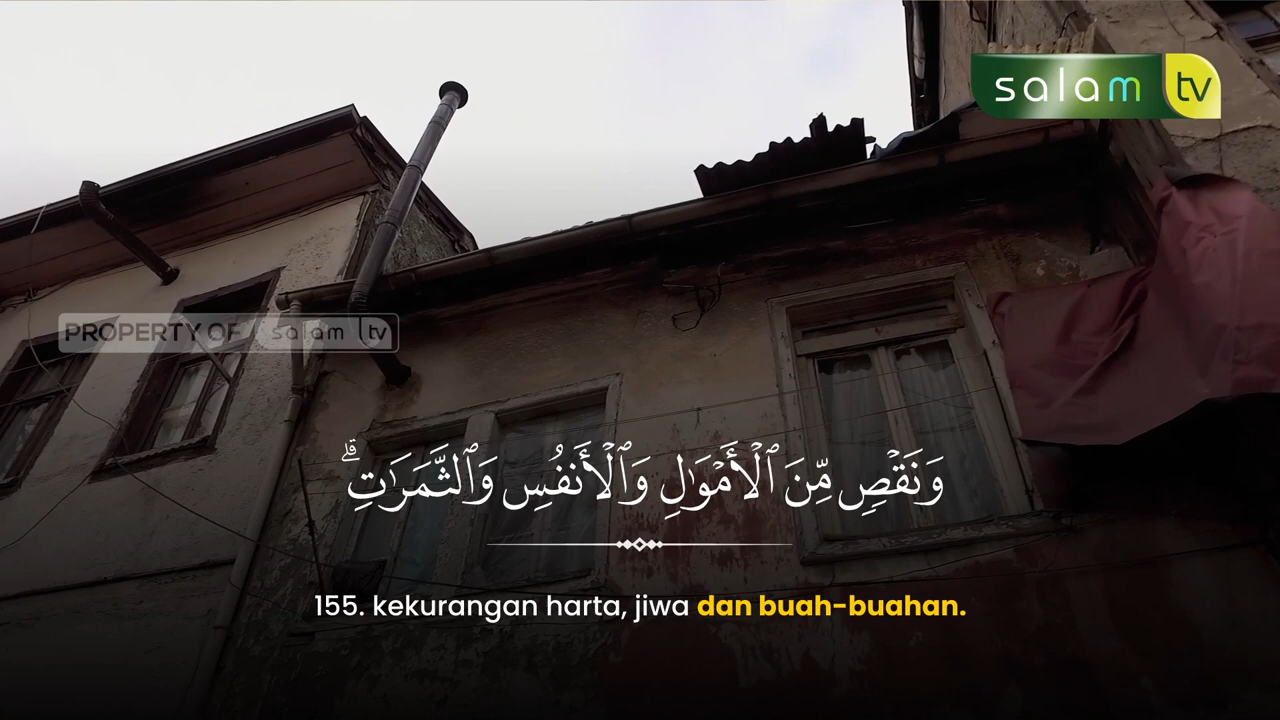 salam tv
PROPERTY OF salam tv
وَنَقْصٍ مِّنَ ٱلْأَمْوَٰلِ وَٱلْأَنفُسِ وَٱلثَّمَرَٰتِ ۗ
155. kekurangan harta, jiwa dan buah-buahan.